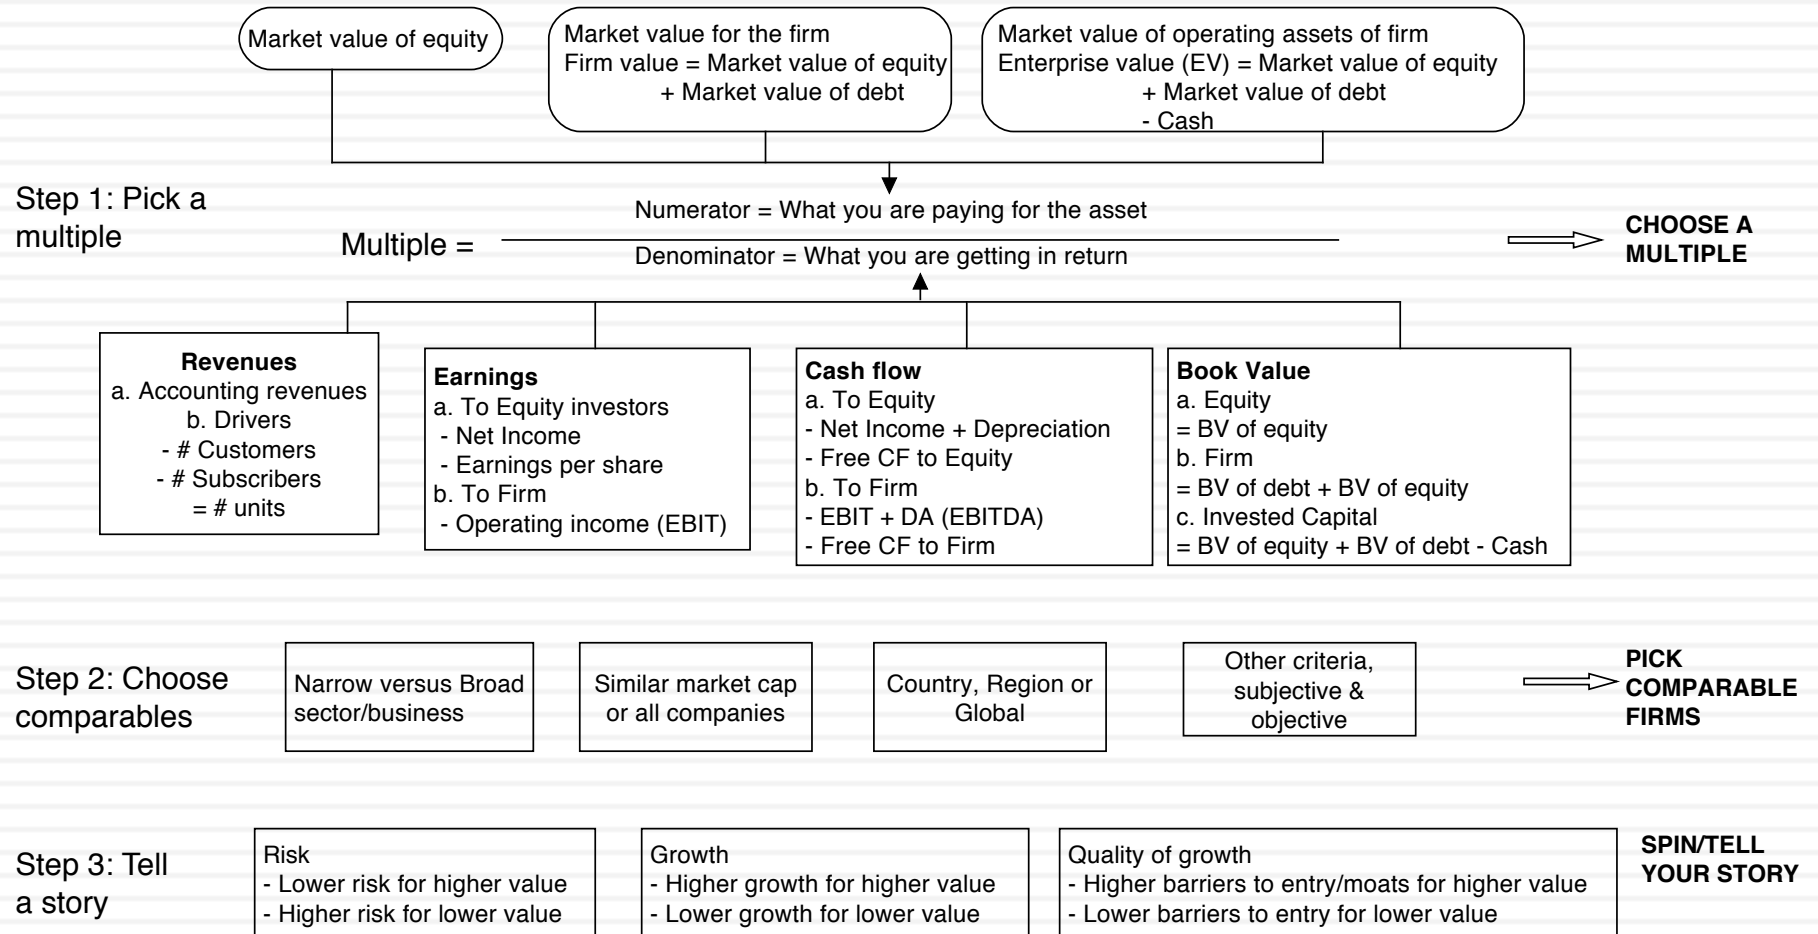 Market value of equity
Market value for the firm
Firm value = Market value of equity
+ Market value of debt
Market value of operating assets of firm
Enterprise value (EV) = Market value of equity
+ Market value of debt
- Cash
Step 1: Pick a
multiple
Multiple =
Numerator = What you are paying for the asset
Denominator = What you are getting in return
CHOOSE A
MULTIPLE
Revenues
a. Accounting revenues
b. Drivers
- # Customers
- # Subscribers
= # units
Earnings
a. To Equity investors
- Net Income
- Earnings per share
b. To Firm
- Operating income (EBIT)
Cash flow
a. To Equity
- Net Income + Depreciation
- Free CF to Equity
b. To Firm
- EBIT + DA (EBITDA)
- Free CF to Firm
Book Value
a. Equity
= BV of equity
b. Firm
= BV of debt + BV of equity
c. Invested Capital
= BV of equity + BV of debt - Cash
Step 2: Choose
comparables
Narrow versus Broad
sector/business
Similar market cap
or all companies
Country, Region or
Global
Other criteria,
subjective &
objective
PICK
COMPARABLE
FIRMS
Step 3: Tell
a story
Risk
- Lower risk for higher value
- Higher risk for lower value
Growth
- Higher growth for higher value
- Lower growth for lower value
Quality of growth
- Higher barriers to entry/moats for higher value
- Lower barriers to entry for lower value
SPIN/TELL
YOUR STORY